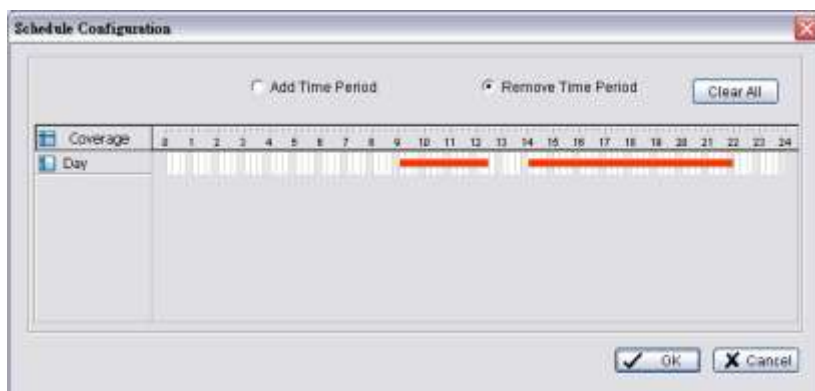 Schedule Configuration
Add Time Period Remove Time Period Clear All
Coverage 0 1 2 3 4 5 6 7 8 9 10 11 12 13 14 15 16 17 18 19 20 21 22 23 24
Day
OK Cancel